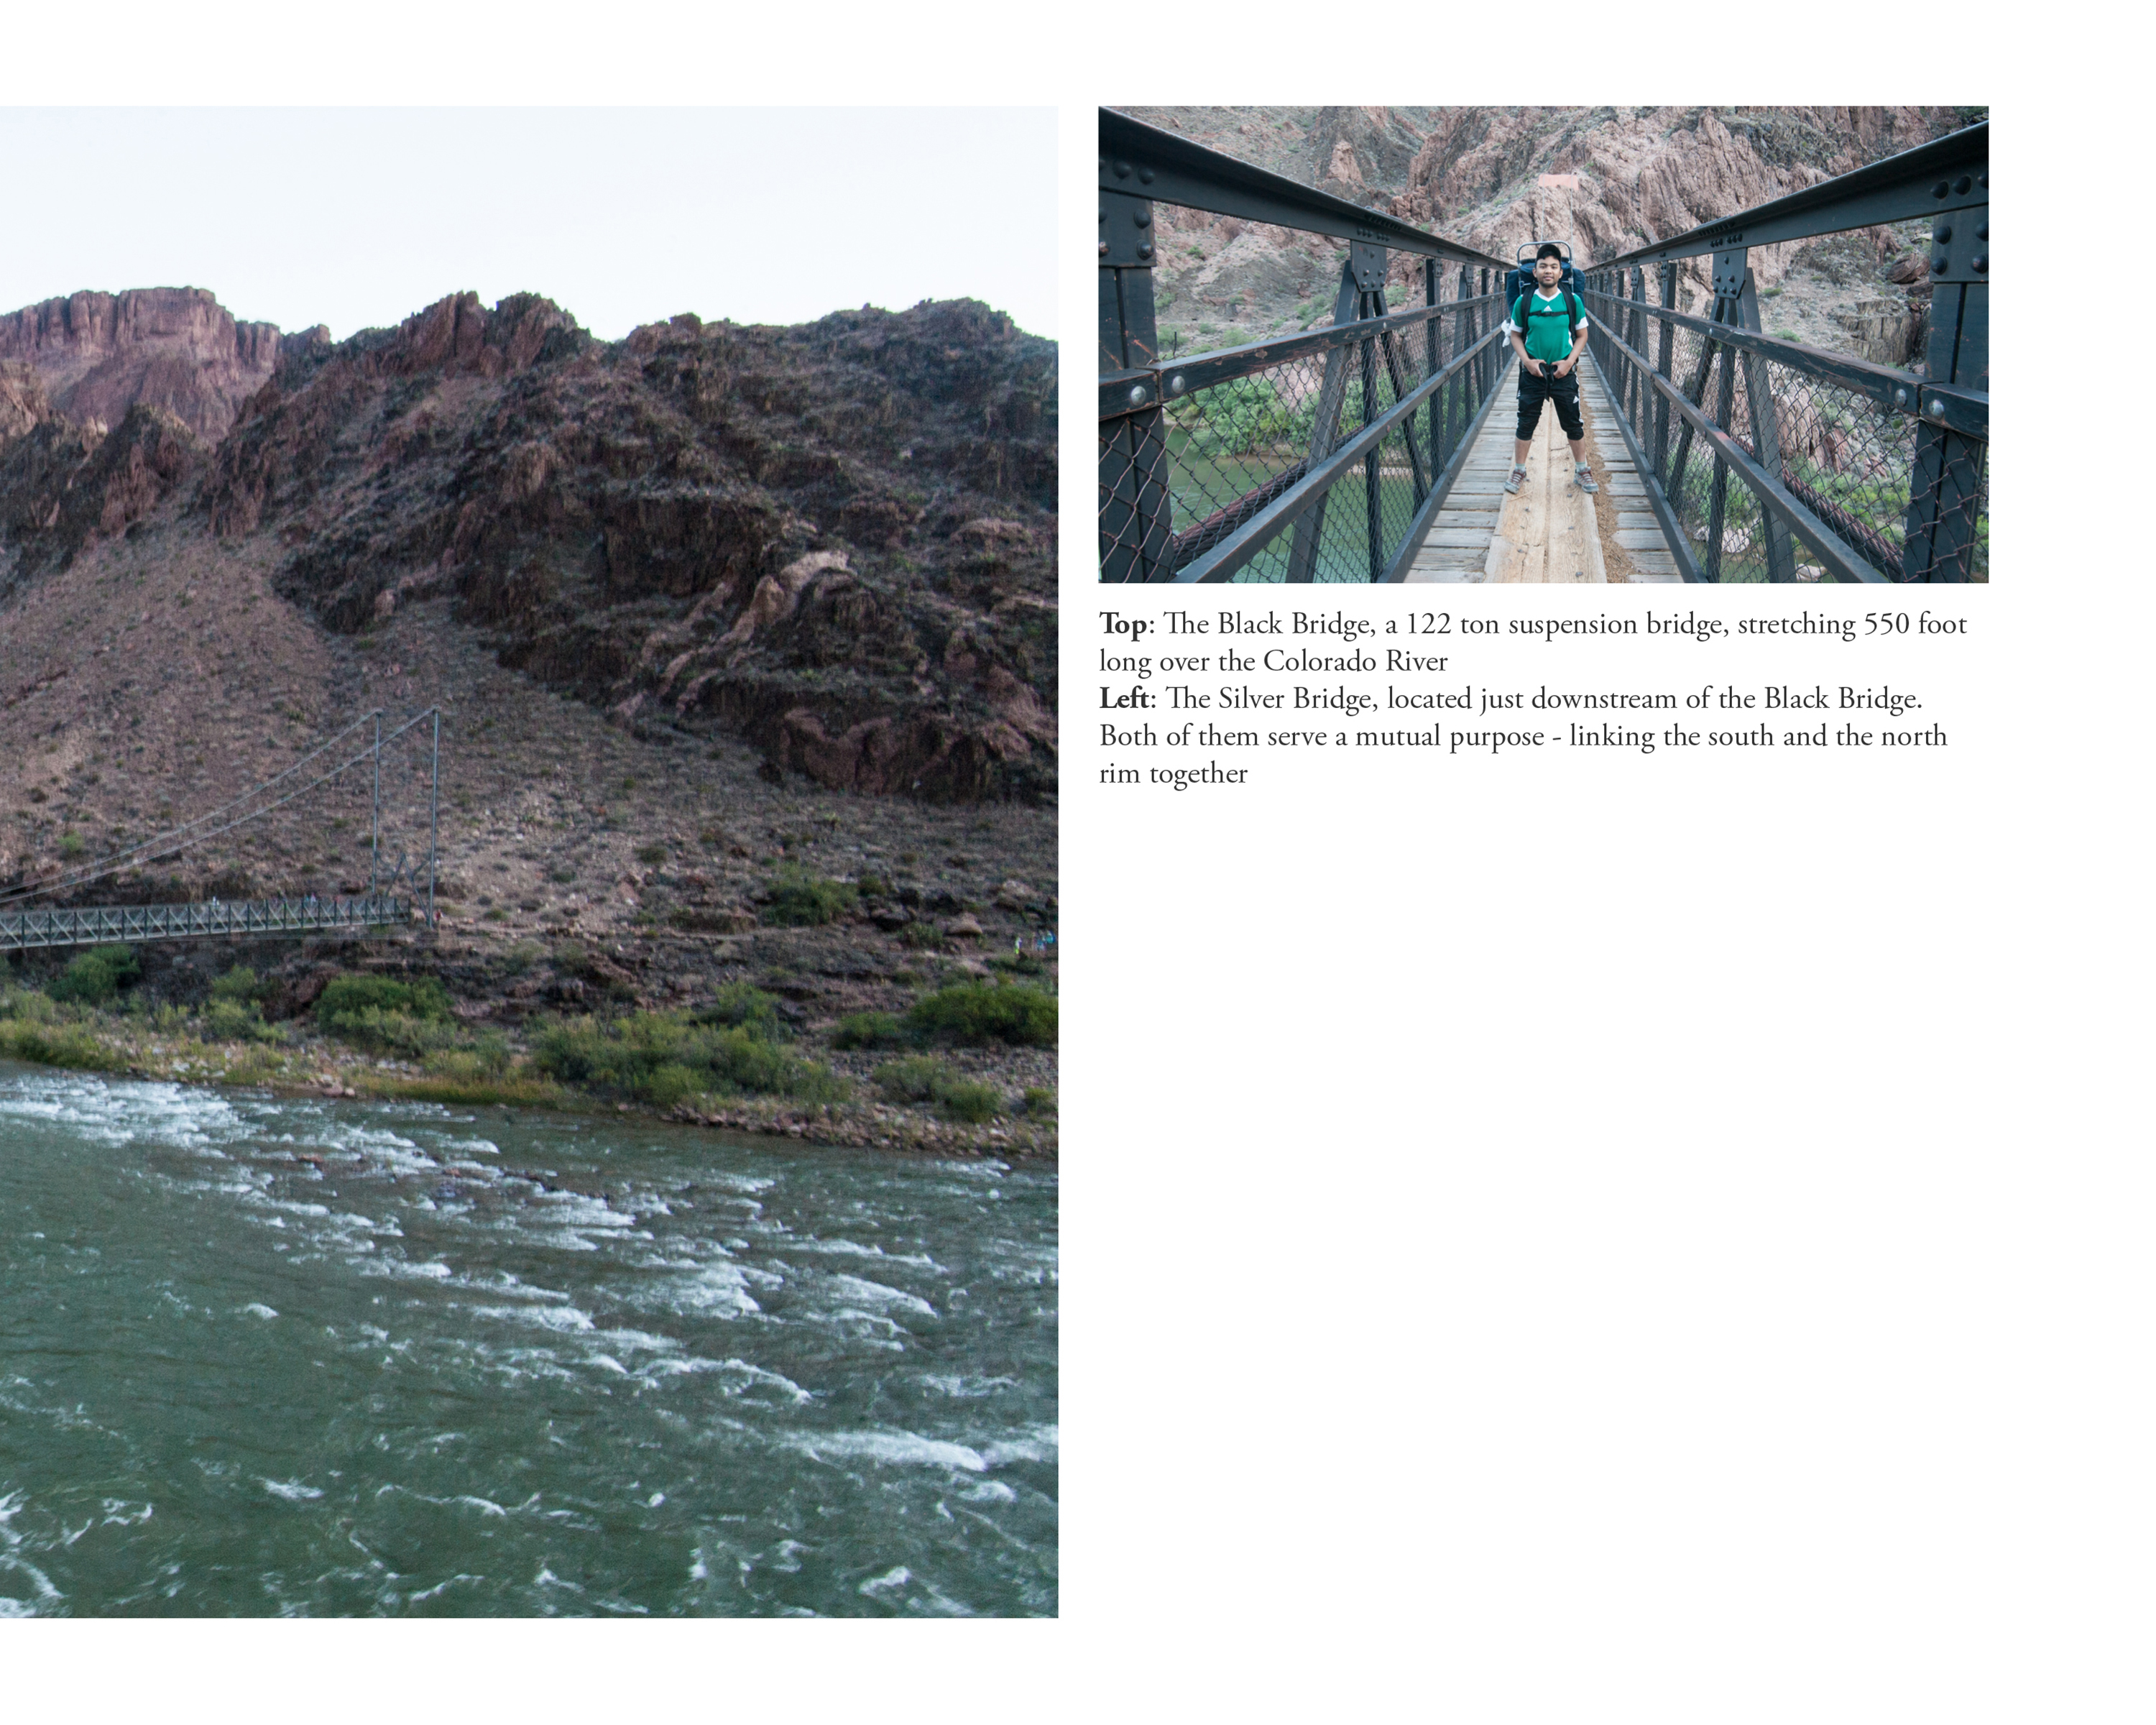 Top: The Black Bridge, a 122 ton suspension bridge, stretching 550 foot
long over the Colorado River
Left: The Silver Bridge, located just downstream of the Black Bridge.
Both of them serve a mutual purpose - linking the south and the north
rim together